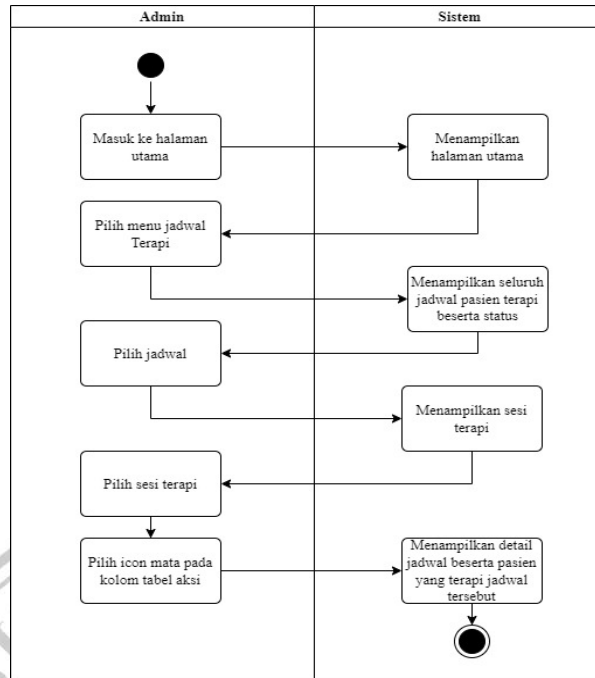 Admin
Sistem
Masuk ke halaman
utama
Menampilkan
halaman utama
Pilih menu jadwal
Terapi
Menampilkan seluruh
jadwal pasien terapi
beserta status
Pilih jadwal
Menampilkan sesi
terapi
Pilih sesi terapi
Pilih icon mata pada
kolom tabel aksi
Menampilkan detail
jadwal beserta pasien
yang terapi jadwal
tersebut